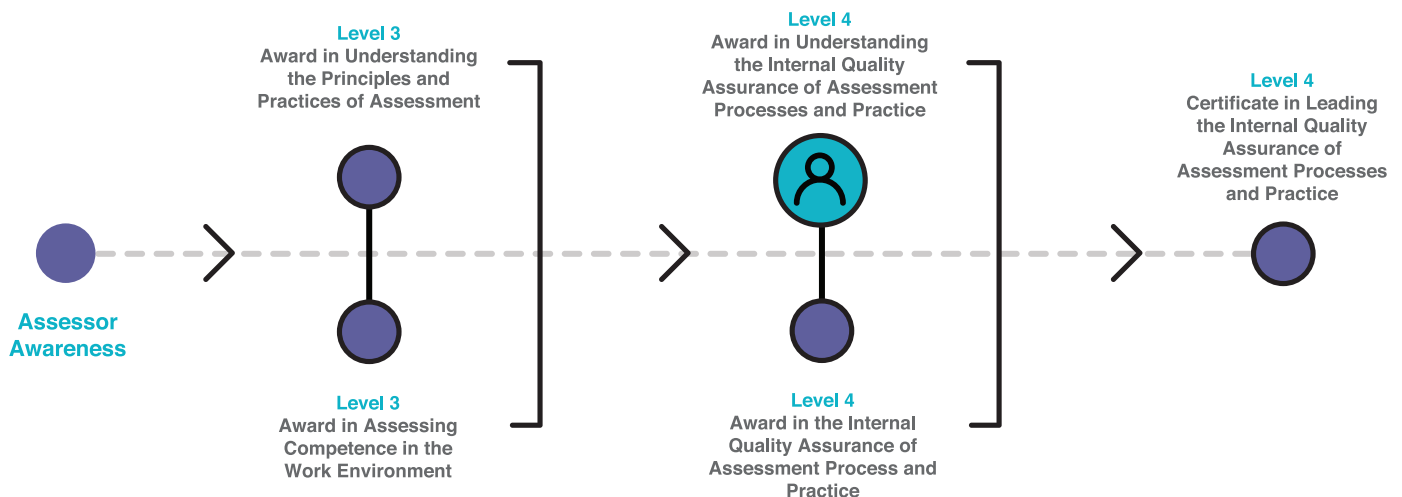 Assessor
Awareness
Level 3
Award in Understanding
the Principles and
Practices of Assessment
Level 3
Award in Assessing
Competence in the
Work Environment
Level 4
Award in Understanding
the Internal Quality
Assurance of Assessment
Processes and Practice
Level 4
Award in the Internal
Quality Assurance of
Assessment Process and
Practice
Level 4
Certificate in Leading
the Internal Quality
Assurance of
Assessment Processes
and Practice